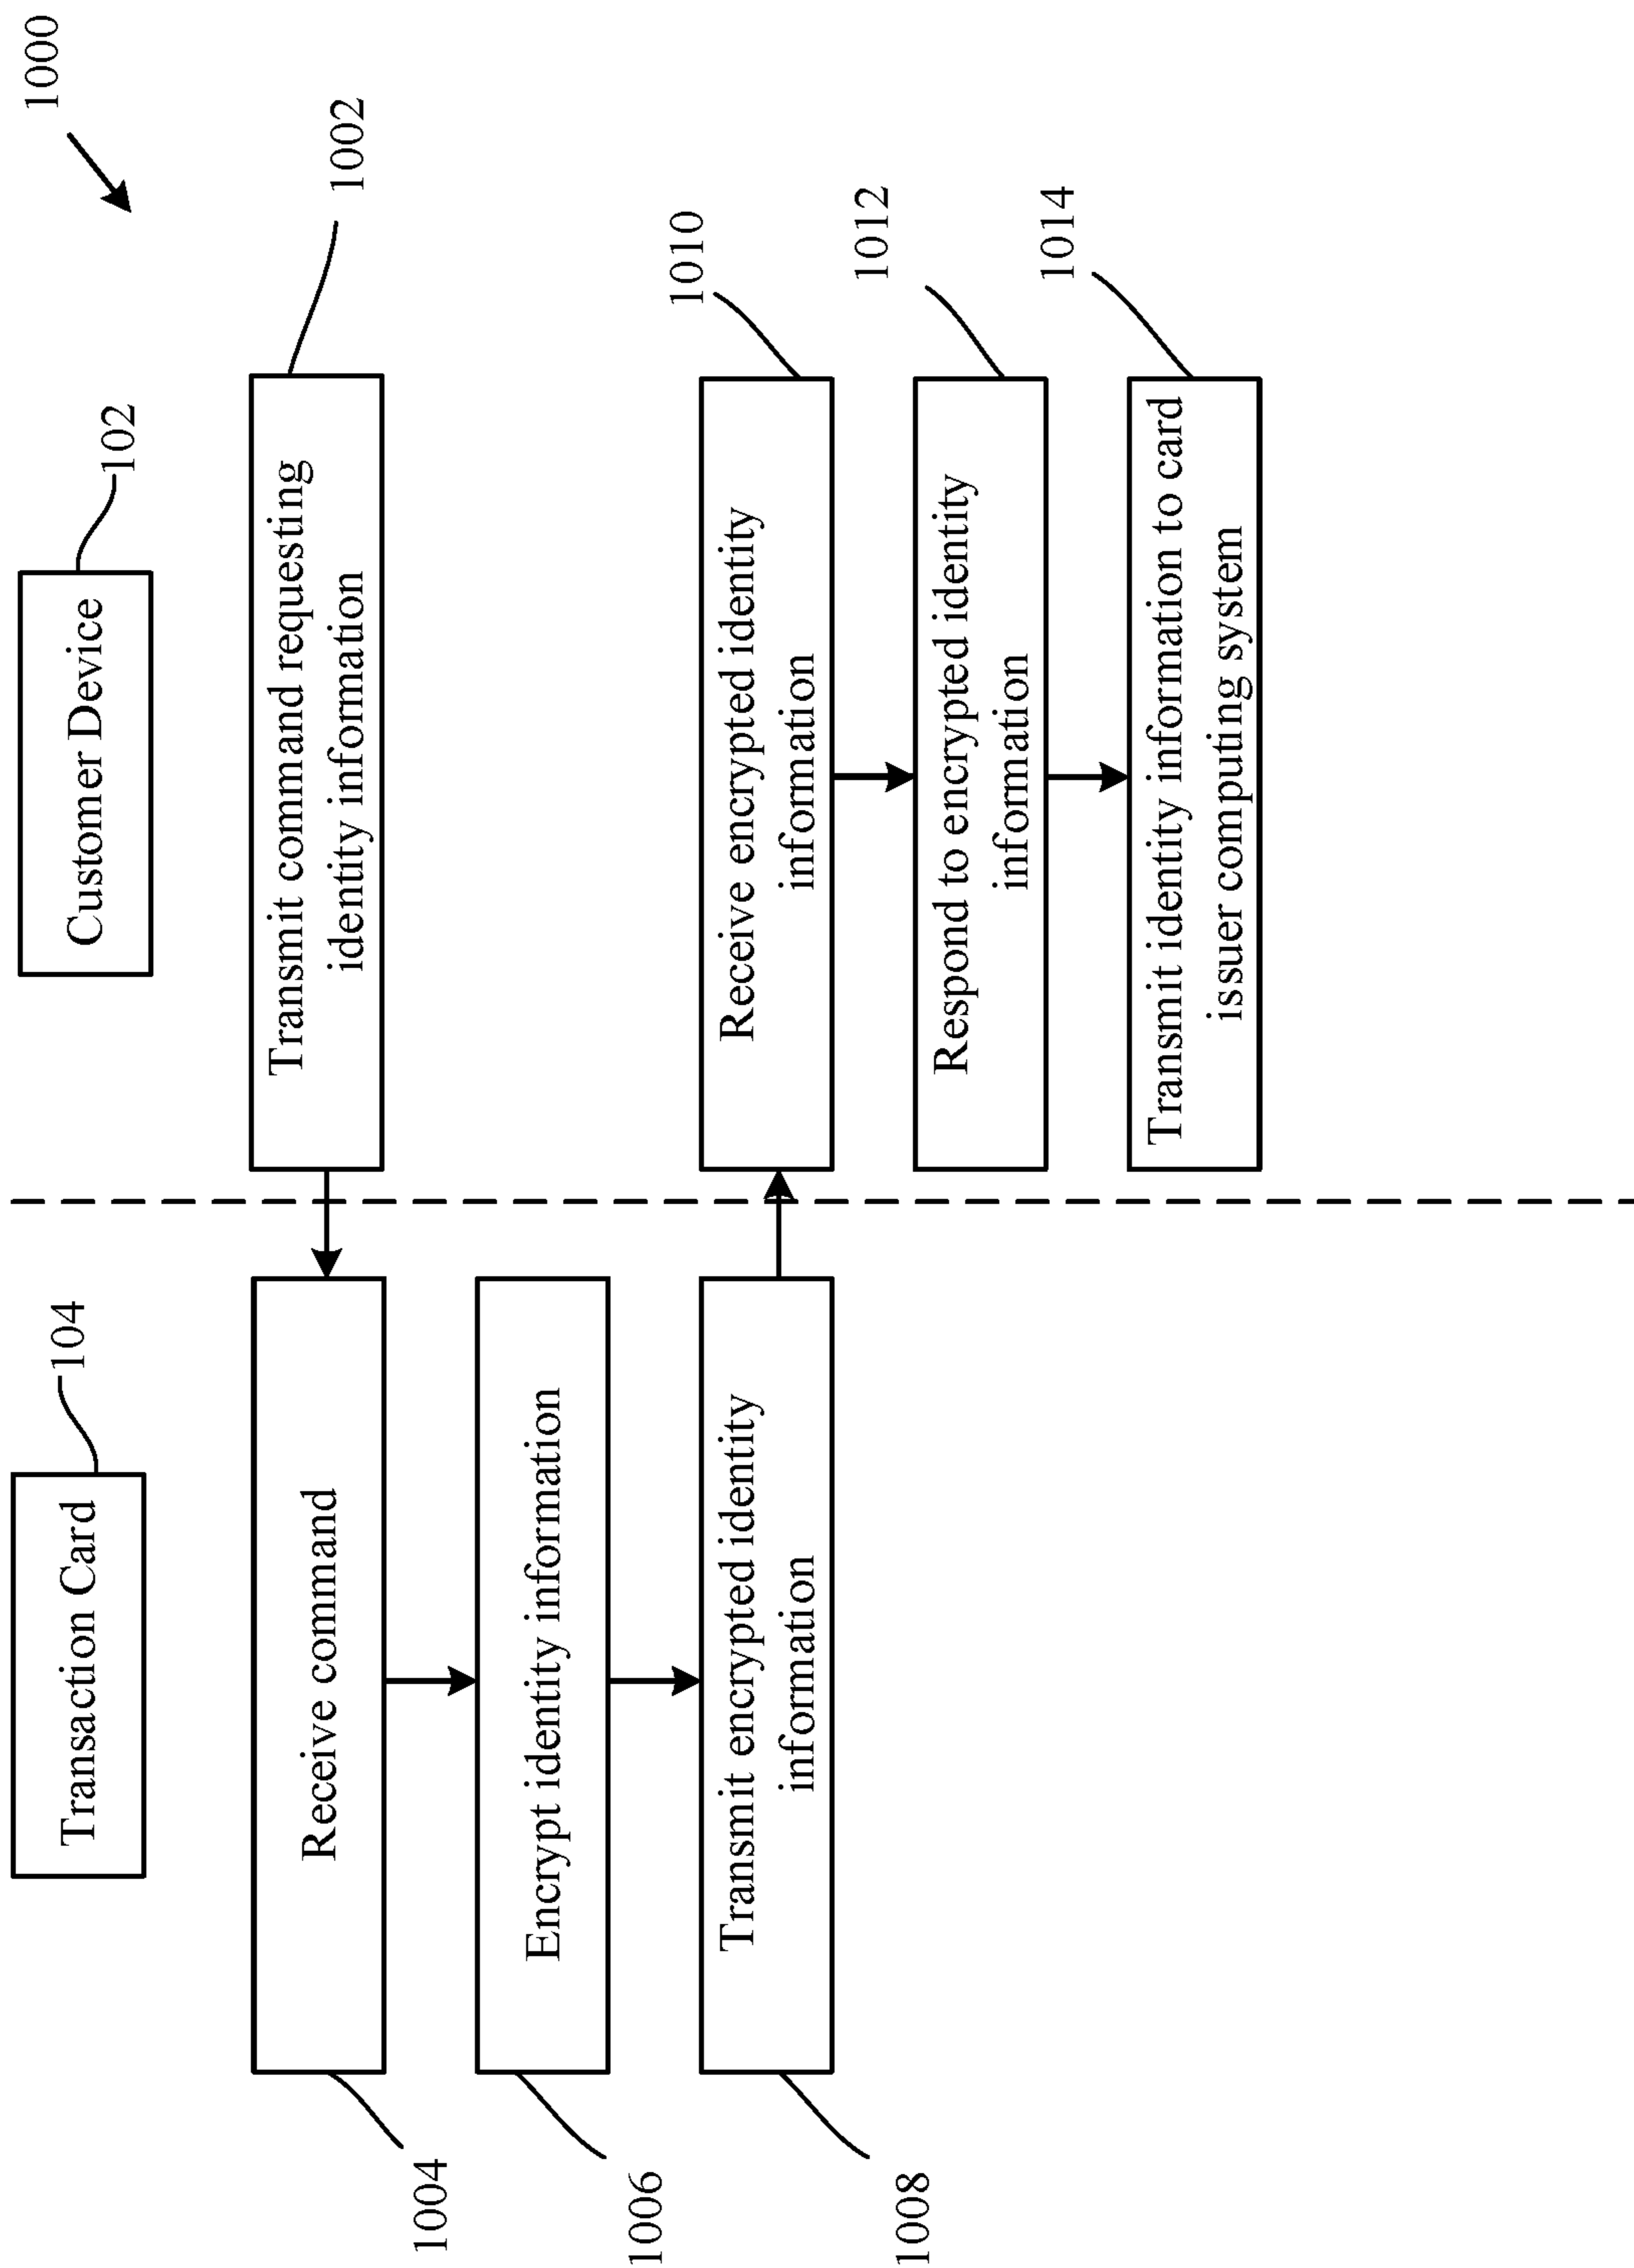 1000
Transaction Card
104
Customer Device
102
Transmit command requesting
identity information
1002
Receive command
1004
Encrypt identity information
1006
Transmit encrypted identity
information
1008
Receive encrypted identity
information
1010
Respond to encrypted identity
information
1012
Transmit identity information to card
issuer computing system
1014